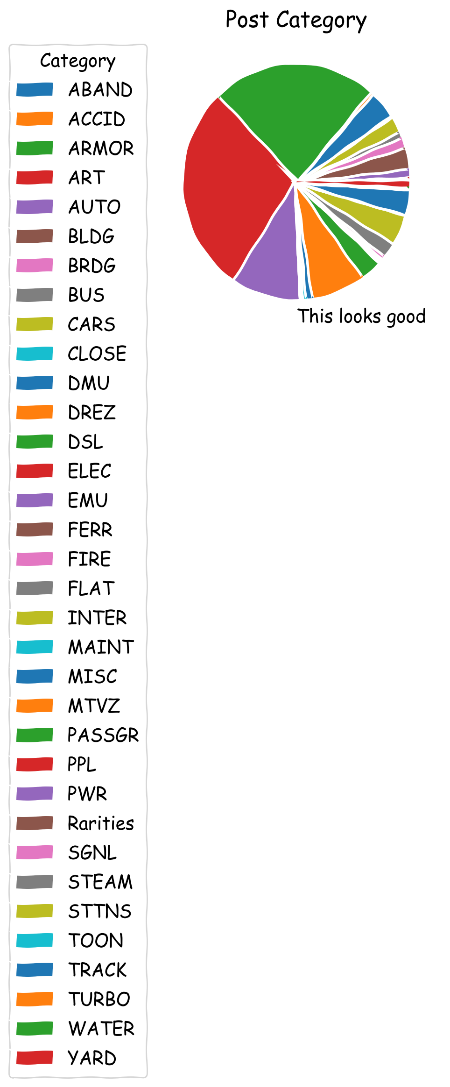 Post Category
Category
ABAND
ACCID
ARMOR
ART
AUTO
BLDG
BRDG
BUS
CARS
CLOSE
DMU
DREZ
DSL
ELEC
EMU
FERR
FIRE
FLAT
INTER
MAINT
MISC
MTVZ
PASSGR
PPL
PWR
Rarities
SGNL
STEAM
STTNS
TOON
TRACK
TURBO
WATER
YARD
This looks good